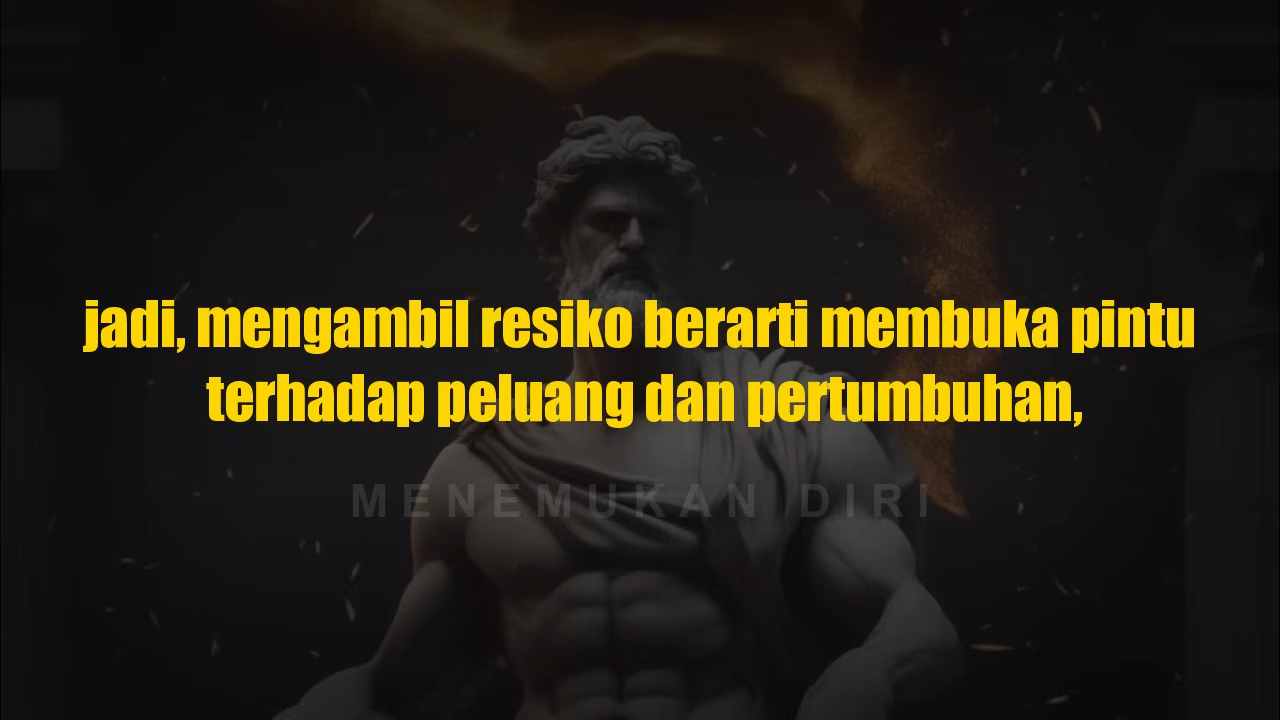 jadi, mengambil resiko berarti membuka pintu
terhadap peluang dan pertumbuhan,
MENEMUKAN DIRI